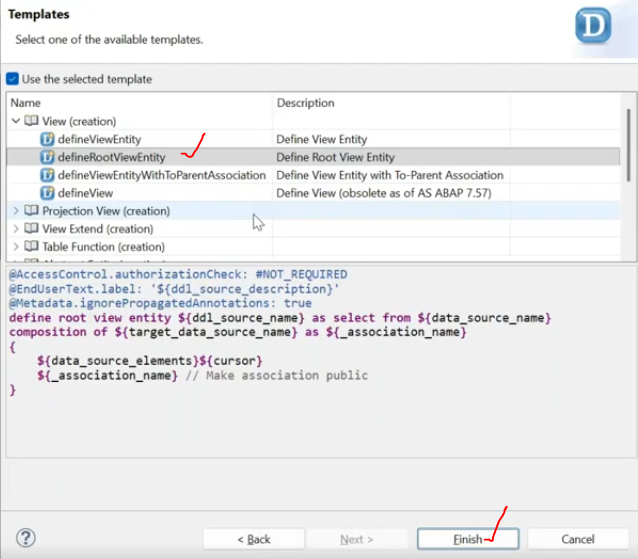 Templates
Select one of the available templates.
D
Use the selected template
Name Description
View (creation)
defineViewEntity Define View Entity
defineRootViewEntity Define Root View Entity
defineViewEntityWithToParentAssociation Define View Entity with To-Parent Association
defineView Define View (obsolete as of AS ABAP 7.57)
Projection View (creation)
View Extend (creation)
Table Function (creation)
@AccessControl.authorizationCheck: #NOT_REQUIRED
@EndUserText.label: '${ddl_source_description}'
@Metadata.ignorePropagatedAnnotations: true
define root view entity ${ddl_source_name} as select from ${data_source_name}
composition of ${target_data_source_name} as ${_association_name}
{
${data_source_elements}${cursor}
${_association_name} // Make association public
}
? < Back Next > Finish Cancel